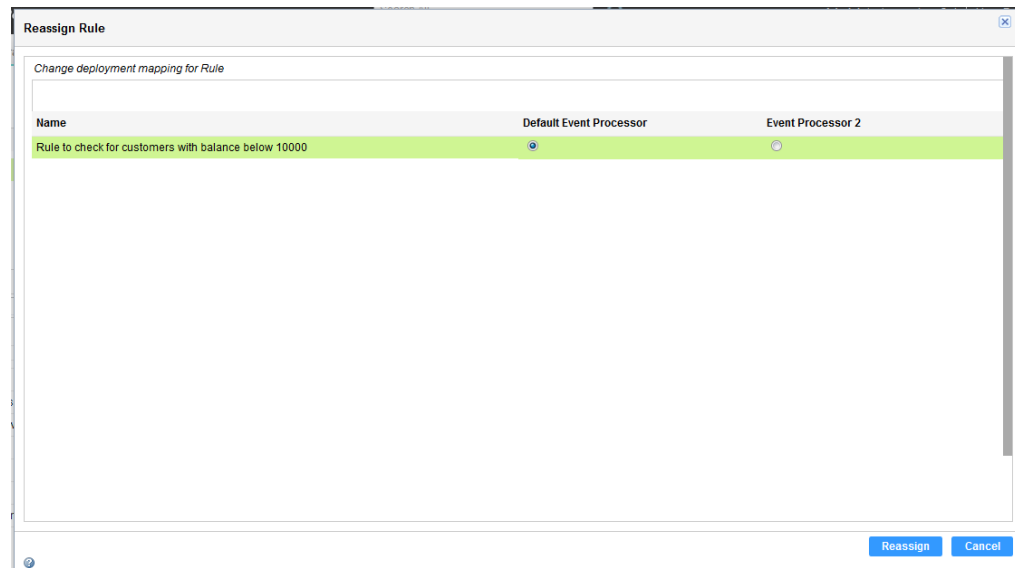 Reassign Rule
Change deployment mapping for Rule
Name Default Event Processor Event Processor 2
Rule to check for customers with balance below 10000
Reassign Cancel